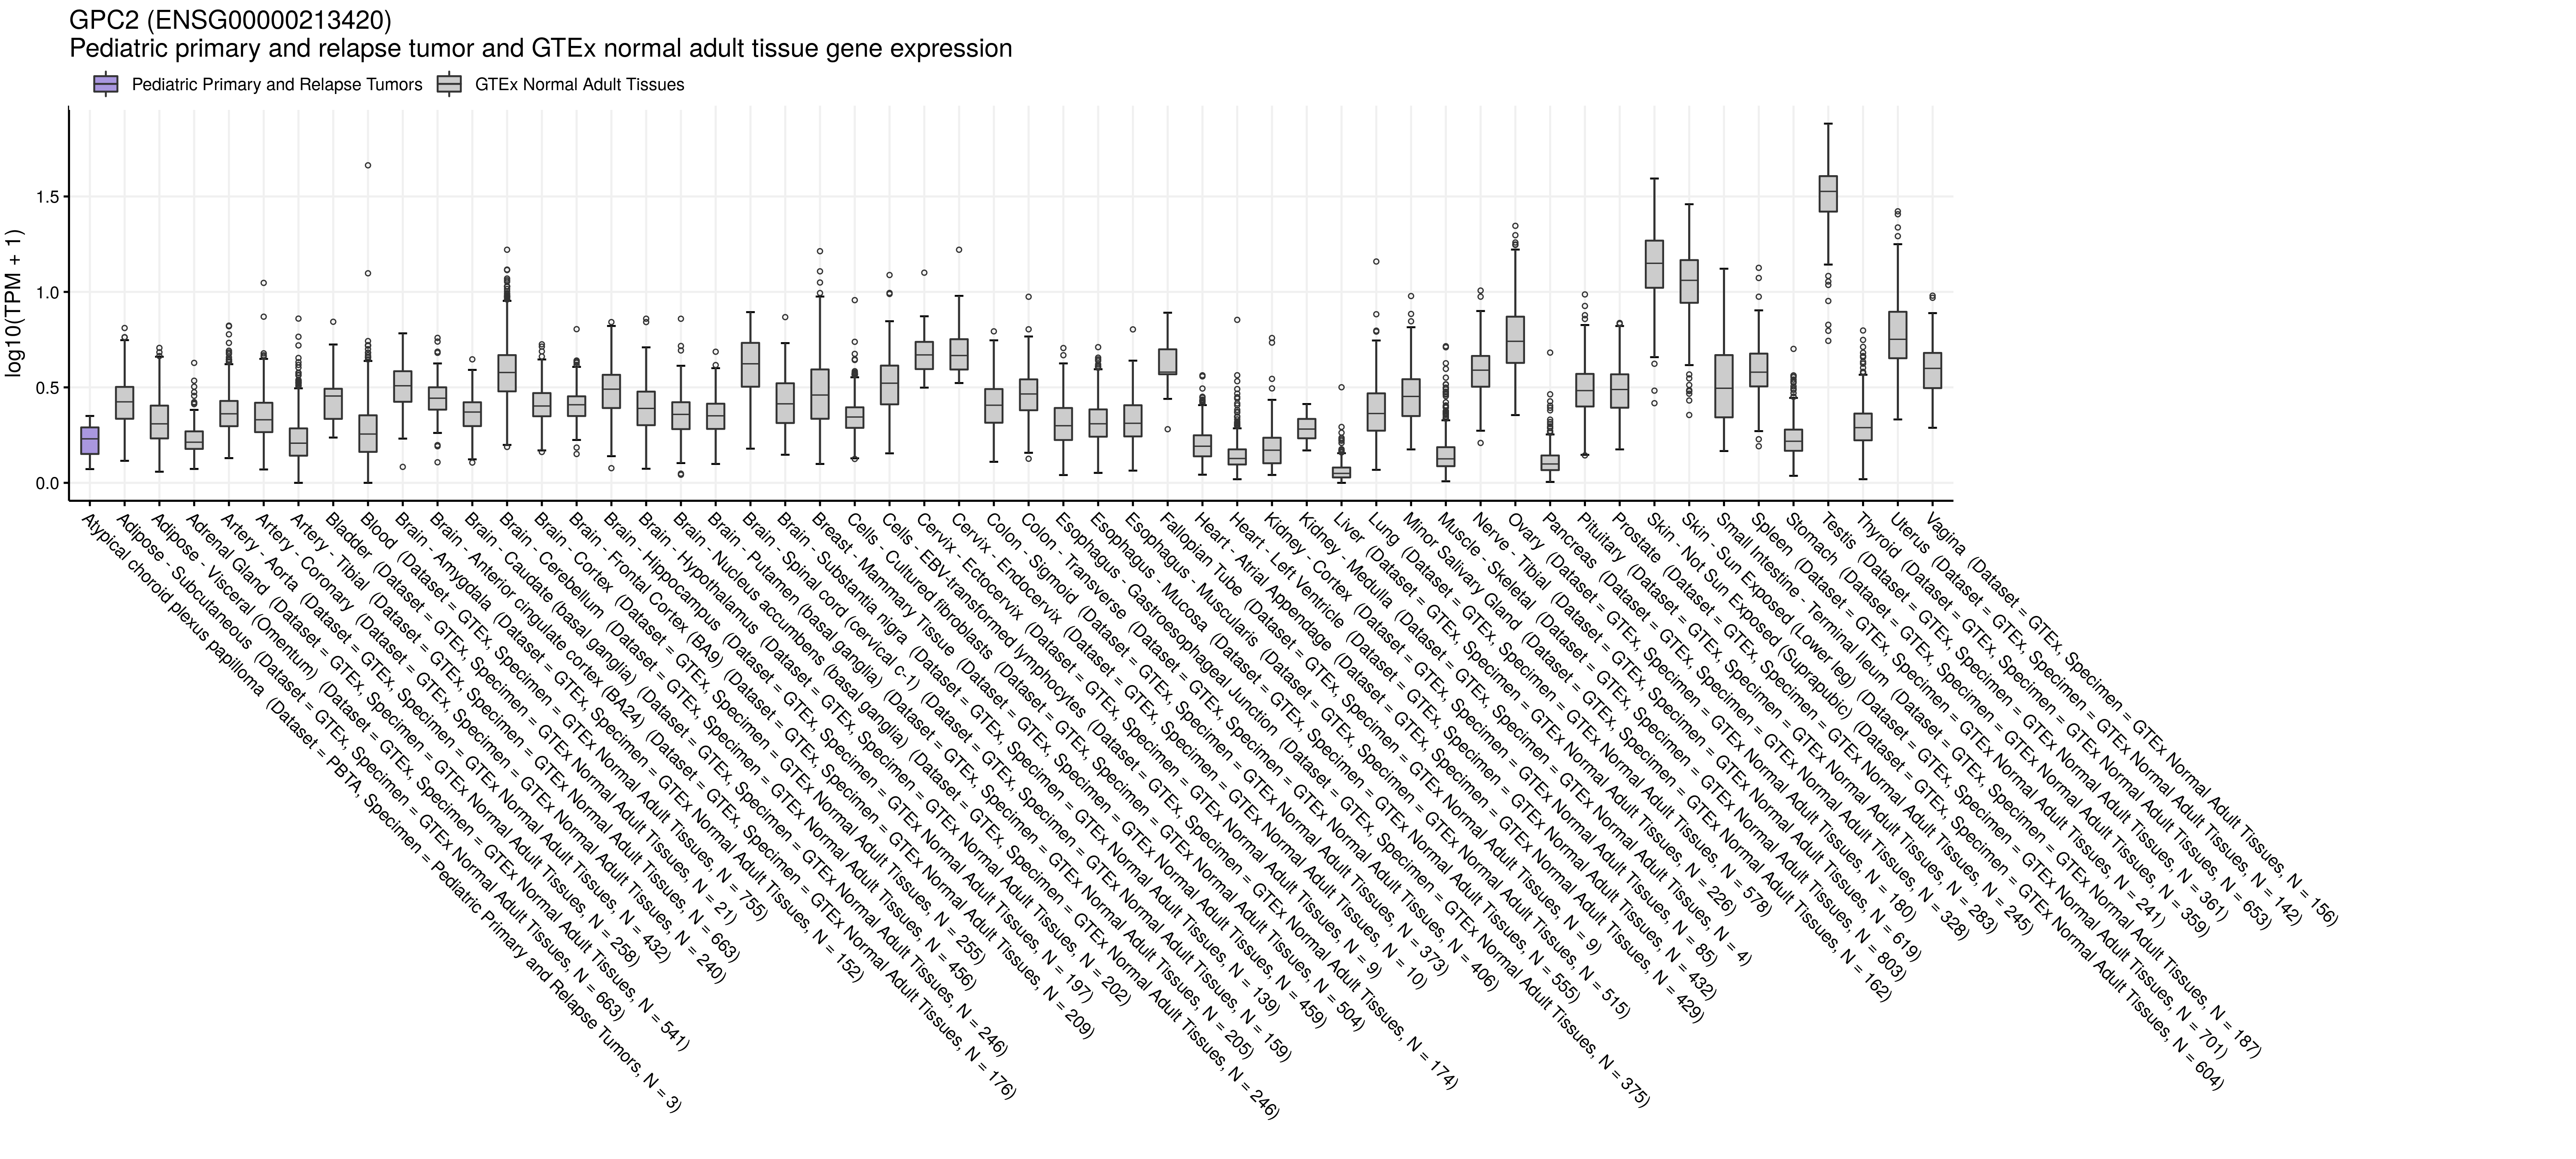 GPC2 (ENSG00000213420)
Pediatric primary and relapse tumor and GTEx normal adult tissue gene expression
Pediatric Primary and Relapse Tumors
GTEx Normal Adult Tissues
log10(TPM + 1)
1.5
1.0
0.5
0.0
Atypical choroid plexus papilloma (Dataset = PBTA, Specimen = Pediatric Primary and Relapse Tumors, N = 3)
Adipose - Subcutaneous (Dataset = GTEx, Specimen = GTEx Normal Adult Tissues, N = 663)
Adipose - Visceral (Omentum) (Dataset = GTEx, Specimen = GTEx Normal Adult Tissues, N = 541)
Adrenal Gland (Dataset = GTEx, Specimen = GTEx Normal Adult Tissues, N = 258)
Artery - Aorta (Dataset = GTEx, Specimen = GTEx Normal Adult Tissues, N = 432)
Artery - Coronary (Dataset = GTEx, Specimen = GTEx Normal Adult Tissues, N = 240)
Artery - Tibial (Dataset = GTEx, Specimen = GTEx Normal Adult Tissues, N = 663)
Bladder (Dataset = GTEx, Specimen = GTEx Normal Adult Tissues, N = 21)
Blood (Dataset = GTEx, Specimen = GTEx Normal Adult Tissues, N = 755)
Brain - Amygdala (Dataset = GTEx, Specimen = GTEx Normal Adult Tissues, N = 152)
Brain - Anterior cingulate cortex (BA24) (Dataset = GTEx, Specimen = GTEx Normal Adult Tissues, N = 176)
Brain - Caudate (basal ganglia) (Dataset = GTEx, Specimen = GTEx Normal Adult Tissues, N = 246)
Brain - Cerebellum (Dataset = GTEx, Specimen = GTEx Normal Adult Tissues, N = 456)
Brain - Cortex (Dataset = GTEx, Specimen = GTEx Normal Adult Tissues, N = 255)
Brain - Frontal Cortex (BA9) (Dataset = GTEx, Specimen = GTEx Normal Adult Tissues, N = 209)
Brain - Hippocampus (Dataset = GTEx, Specimen = GTEx Normal Adult Tissues, N = 197)
Brain - Hypothalamus (Dataset = GTEx, Specimen = GTEx Normal Adult Tissues, N = 202)
Brain - Nucleus accumbens (basal ganglia) (Dataset = GTEx, Specimen = GTEx Normal Adult Tissues, N = 246)
Brain - Putamen (basal ganglia) (Dataset = GTEx, Specimen = GTEx Normal Adult Tissues, N = 205)
Brain - Spinal cord (cervical c-1) (Dataset = GTEx, Specimen = GTEx Normal Adult Tissues, N = 159)
Brain - Substantia nigra (Dataset = GTEx, Specimen = GTEx Normal Adult Tissues, N = 139)
Breast - Mammary Tissue (Dataset = GTEx, Specimen = GTEx Normal Adult Tissues, N = 459)
Cells - Cultured fibroblasts (Dataset = GTEx, Specimen = GTEx Normal Adult Tissues, N = 504)
Cells - EBV-transformed lymphocytes (Dataset = GTEx, Specimen = GTEx Normal Adult Tissues, N = 174)
Cervix - Ectocervix (Dataset = GTEx, Specimen = GTEx Normal Adult Tissues, N = 9)
Cervix - Endocervix (Dataset = GTEx, Specimen = GTEx Normal Adult Tissues, N = 10)
Colon - Sigmoid (Dataset = GTEx, Specimen = GTEx Normal Adult Tissues, N = 373)
Colon - Transverse (Dataset = GTEx, Specimen = GTEx Normal Adult Tissues, N = 406)
Esophagus - Gastroesophageal Junction (Dataset = GTEx, Specimen = GTEx Normal Adult Tissues, N = 375)
Esophagus - Mucosa (Dataset = GTEx, Specimen = GTEx Normal Adult Tissues, N = 555)
Esophagus - Muscularis (Dataset = GTEx, Specimen = GTEx Normal Adult Tissues, N = 515)
Fallopian Tube (Dataset = GTEx, Specimen = GTEx Normal Adult Tissues, N = 9)
Heart - Atrial Appendage (Dataset = GTEx, Specimen = GTEx Normal Adult Tissues, N = 429)
Heart - Left Ventricle (Dataset = GTEx, Specimen = GTEx Normal Adult Tissues, N = 432)
Kidney - Cortex (Dataset = GTEx, Specimen = GTEx Normal Adult Tissues, N = 85)
Kidney - Medulla (Dataset = GTEx, Specimen = GTEx Normal Adult Tissues, N = 4)
Liver (Dataset = GTEx, Specimen = GTEx Normal Adult Tissues, N = 226)
Lung (Dataset = GTEx, Specimen = GTEx Normal Adult Tissues, N = 578)
Minor Salivary Gland (Dataset = GTEx, Specimen = GTEx Normal Adult Tissues, N = 162)
Muscle - Skeletal (Dataset = GTEx, Specimen = GTEx Normal Adult Tissues, N = 803)
Nerve - Tibial (Dataset = GTEx, Specimen = GTEx Normal Adult Tissues, N = 619)
Ovary (Dataset = GTEx, Specimen = GTEx Normal Adult Tissues, N = 180)
Pancreas (Dataset = GTEx, Specimen = GTEx Normal Adult Tissues, N = 328)
Pituitary (Dataset = GTEx, Specimen = GTEx Normal Adult Tissues, N = 283)
Prostate (Dataset = GTEx, Specimen = GTEx Normal Adult Tissues, N = 245)
Skin - Not Sun Exposed (Suprapubic) (Dataset = GTEx, Specimen = GTEx Normal Adult Tissues, N = 604)
Skin - Sun Exposed (Lower leg) (Dataset = GTEx, Specimen = GTEx Normal Adult Tissues, N = 701)
Small Intestine - Terminal Ileum (Dataset = GTEx, Specimen = GTEx Normal Adult Tissues, N = 187)
Spleen (Dataset = GTEx, Specimen = GTEx Normal Adult Tissues, N = 241)
Stomach (Dataset = GTEx, Specimen = GTEx Normal Adult Tissues, N = 359)
Testis (Dataset = GTEx, Specimen = GTEx Normal Adult Tissues, N = 361)
Thyroid (Dataset = GTEx, Specimen = GTEx Normal Adult Tissues, N = 653)
Uterus (Dataset = GTEx, Specimen = GTEx Normal Adult Tissues, N = 142)
Vagina (Dataset = GTEx, Specimen = GTEx Normal Adult Tissues, N = 156)